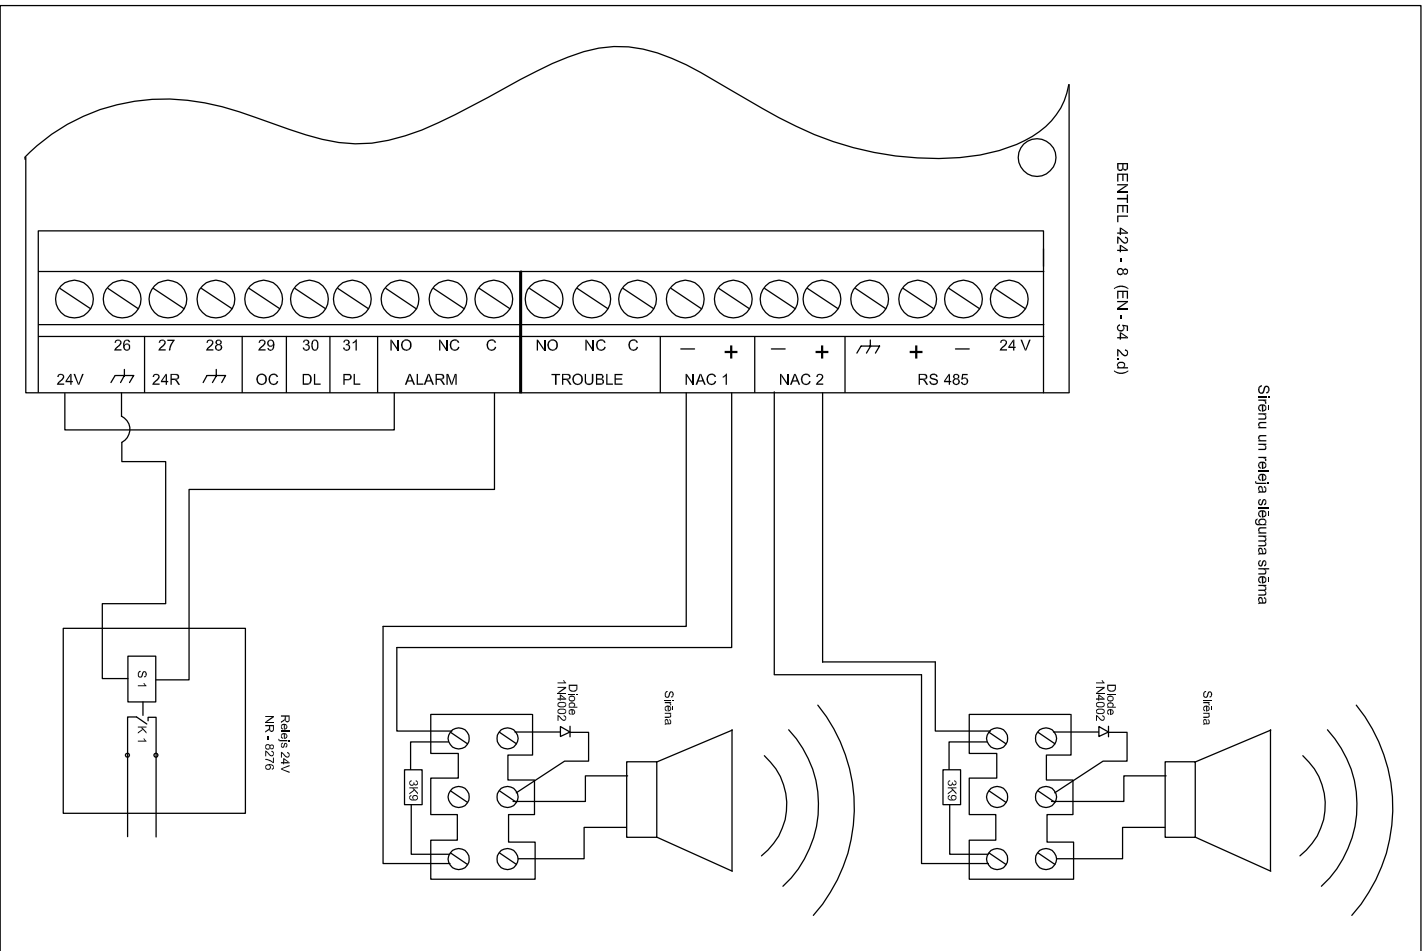 BENTEL 424 - 8 (EN - 54 2.d)
Sirēnu un releja slēguma shēma
26 27 28 29 30 31 NO NC C NO NC C — + — + + — 24 V
24V 24R OC DL PL ALARM TROUBLE NAC 1 NAC 2 RS 485
S 1
K 1
Relejs 24V
NR - 8276
Diode
1N4002
Sirēna
3K9
Diode
1N4002
Sirēna
3K9